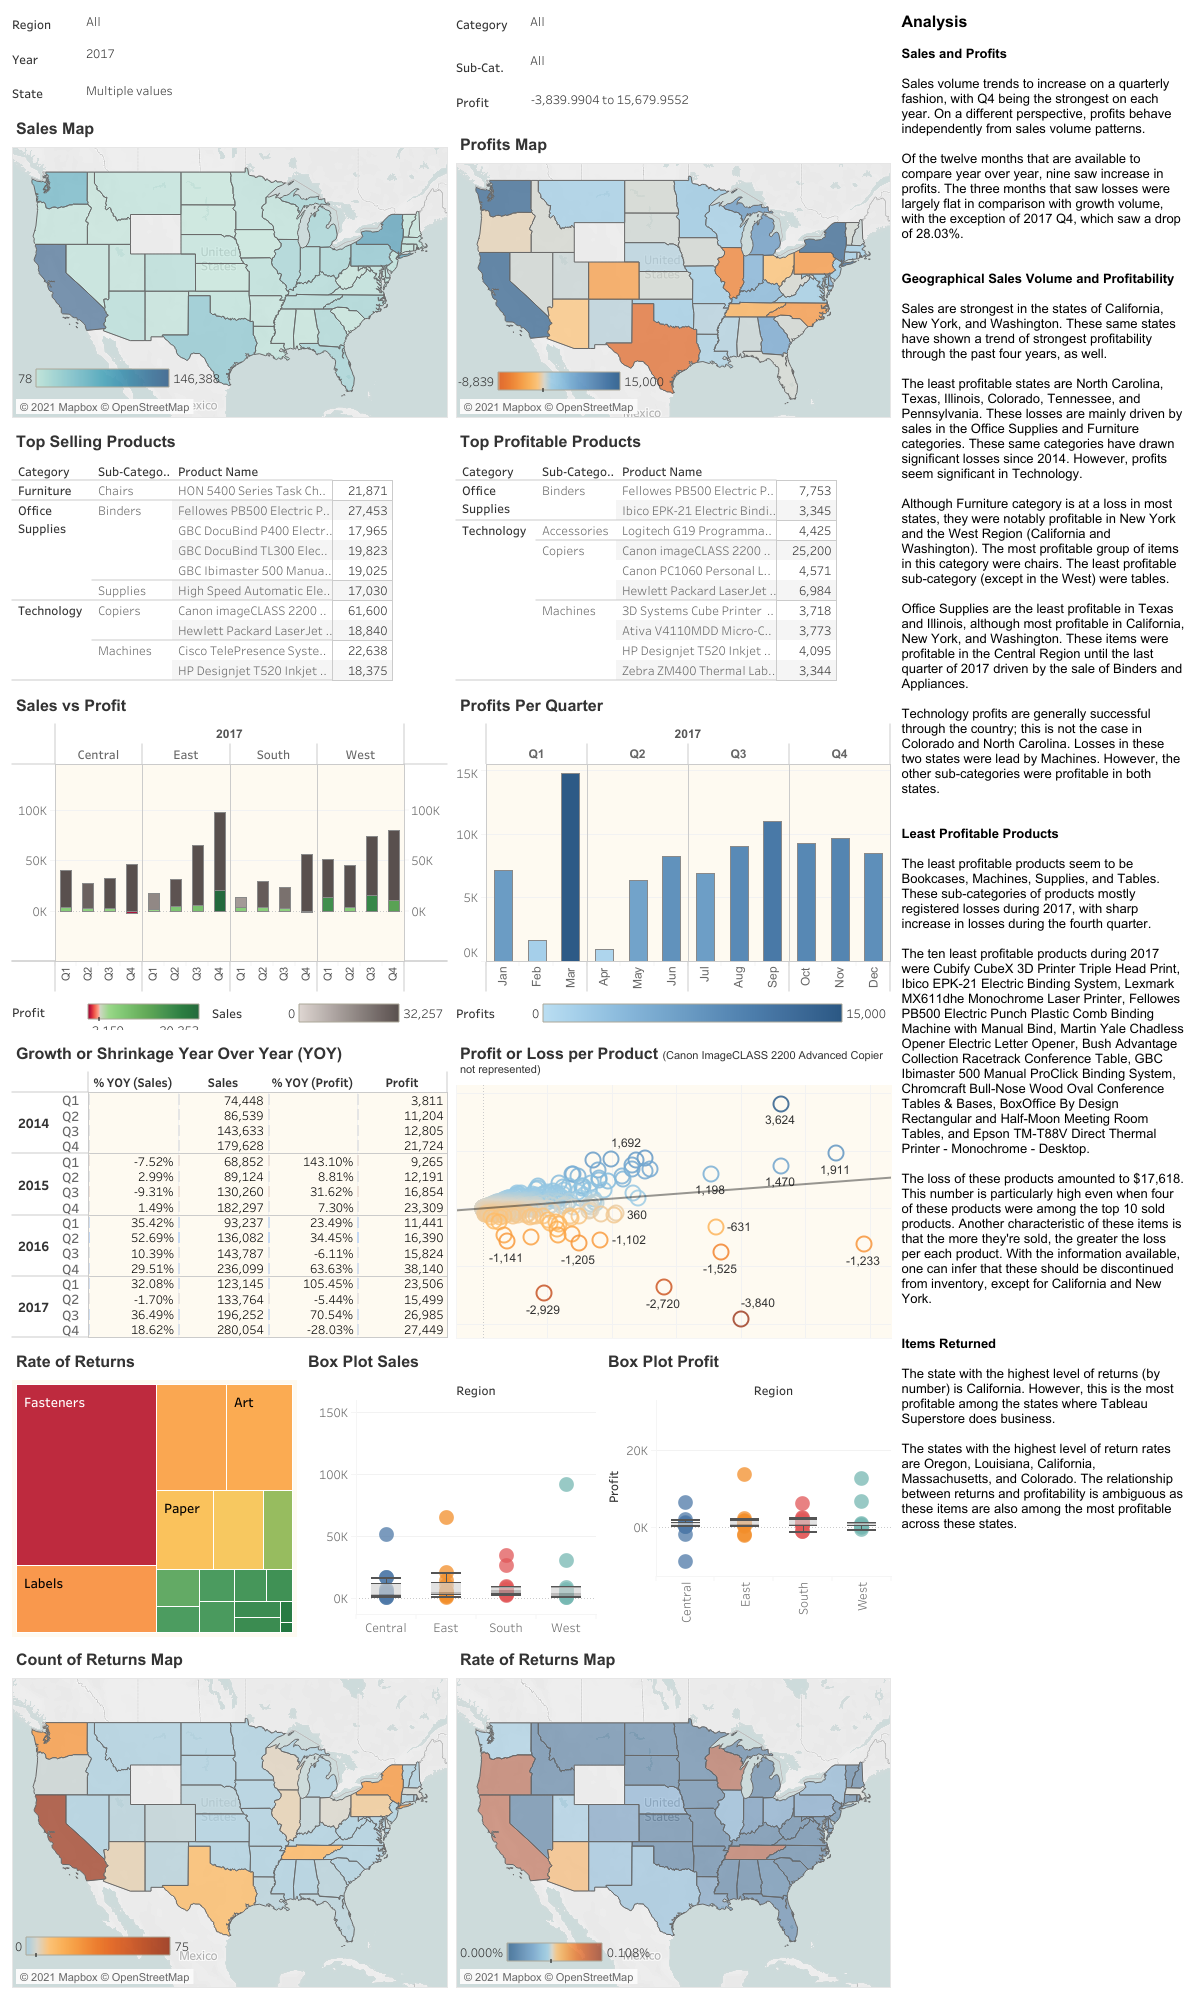 Region All
Year 2017
State Multiple values
Category All
Sub-Cat. All
Profit -3,839.9904 to 15,679.9552
Sales Map
United
States
78 146,388
© 2021 Mapbox © OpenStreetMap
Profits Map
United
States
-8,839 15,000
Mexico
© 2021 Mapbox © OpenStreetMap
Top Selling Products
Category Sub-Catego.. Product Name
Furniture Chairs HON 5400 Series Task Ch.. 21,871
Office Binders Fellowes PB500 Electric P.. 27,453
Supplies GBC DocuBind P400 Electr.. 17,965
GBC DocuBind TL300 Elec.. 19,823
GBC Ibimaster 500 Manua.. 19,025
Supplies High Speed Automatic Ele.. 17,030
Technology Copiers Canon imageCLASS 2200 .. 61,600
Hewlett Packard LaserJet .. 18,840
Machines Cisco TelePresence Syste.. 22,638
HP Designjet T520 Inkjet .. 18,375
Top Profitable Products
Category Sub-Catego.. Product Name
Office Binders Fellowes PB500 Electric P.. 7,753
Supplies Ibico EPK-21 Electric Bindi.. 3,345
Technology Accessories Logitech G19 Programma.. 4,425
Copiers Canon imageCLASS 2200 .. 25,200
Canon PC1060 Personal L.. 4,571
Hewlett Packard LaserJet .. 6,984
Machines 3D Systems Cube Printer .. 3,718
Ativa V4110MDD Micro-C.. 3,773
HP Designjet T520 Inkjet .. 4,095
Zebra ZM400 Thermal Lab.. 3,344
Sales vs Profit
2017
Central East South West
100K 100K
50K 50K
0K 0K
Q1 Q2 Q3 Q4 Q1 Q2 Q3 Q4 Q1 Q2 Q3 Q4 Q1 Q2 Q3 Q4
Profit
Sales 0 32,257
Profits Per Quarter
2017
Q1 Q2 Q3 Q4
15K
10K
5K
0K
Jan Feb Mar Apr May Jun Jul Aug Sep Oct Nov Dec
Profits 0 15,000
Growth or Shrinkage Year Over Year (YOY)
% YOY (Sales) Sales % YOY (Profit) Profit
2014 Q1 74,448 3,811
Q2 86,539 11,204
Q3 143,633 12,805
Q4 179,628 21,724
2015 Q1 -7.52% 68,852 143.10% 9,265
Q2 2.99% 89,124 8.81% 12,191
Q3 -9.31% 130,260 31.62% 16,854
Q4 1.49% 182,297 7.30% 23,309
2016 Q1 35.42% 93,237 23.49% 11,441
Q2 52.69% 136,082 34.45% 16,390
Q3 10.39% 143,787 -6.11% 15,824
Q4 29.51% 236,099 63.63% 38,140
2017 Q1 32.08% 123,145 105.45% 23,506
Q2 -1.70% 133,764 -5.44% 15,499
Q3 36.49% 196,252 70.54% 26,985
Q4 18.62% 280,054 -28.03% 27,449
Profit or Loss per Product (Canon ImageCLASS 2200 Advanced Copier
not represented)
3,624
1,692
1,911
1,470
1,198
360
-631
-1,102
-1,141
-1,205
-1,233
-1,525
-2,720
-2,929
-3,840
Rate of Returns
Fasteners
Art
Paper
Labels
Box Plot Sales
Region
150K
100K
50K
0K
Central East South West
Box Plot Profit
Region
Profit
20K
0K
Central East South West
Count of Returns Map
United
States
0 75
Mexico
© 2021 Mapbox © OpenStreetMap
Rate of Returns Map
United
States
0.000% 0.108%
Mexico
© 2021 Mapbox © OpenStreetMap
Analysis
Sales and Profits
Sales volume trends to increase on a quarterly
fashion, with Q4 being the strongest on each
year. On a different perspective, profits behave
independently from sales volume patterns.
Of the twelve months that are available to
compare year over year, nine saw increase in
profits. The three months that saw losses were
largely flat in comparison with growth volume,
with the exception of 2017 Q4, which saw a drop
of 28.03%.
Geographical Sales Volume and Profitability
Sales are strongest in the states of California,
New York, and Washington. These same states
have shown a trend of strongest profitability
through the past four years, as well.
The least profitable states are North Carolina,
Texas, Illinois, Colorado, Tennessee, and
Pennsylvania. These losses are mainly driven by
sales in the Office Supplies and Furniture
categories. These same categories have drawn
significant losses since 2014. However, profits
seem significant in Technology.
Although Furniture category is at a loss in most
states, they were notably profitable in New York
and the West Region (California and
Washington). The most profitable group of items
in this category were chairs. The least profitable
sub-category (except in the West) were tables.
Office Supplies are the least profitable in Texas
and Illinois, although most profitable in California,
New York, and Washington. These items were
profitable in the Central Region until the last
quarter of 2017 driven by the sale of Binders and
Appliances.
Technology profits are generally successful
through the country; this is not the case in
Colorado and North Carolina. Losses in these
two states were lead by Machines. However, the
other sub-categories were profitable in both
states.
Least Profitable Products
The least profitable products seem to be
Bookcases, Machines, Supplies, and Tables.
These sub-categories of products mostly
registered losses during 2017, with sharp
increase in losses during the fourth quarter.
The ten least profitable products during 2017
were Cubify CubeX 3D Printer Triple Head Print,
Ibico EPK-21 Electric Binding System, Lexmark
MX611dhe Monochrome Laser Printer, Fellowes
PB500 Electric Punch Plastic Comb Binding
Machine with Manual Bind, Martin Yale Chadless
Opener Electric Letter Opener, Bush Advantage
Collection Racetrack Conference Table, GBC
Ibimaster 500 Manual ProClick Binding System,
Chromcraft Bull-Nose Wood Oval Conference
Tables & Bases, BoxOffice By Design
Rectangular and Half-Moon Meeting Room
Tables, and Epson TM-T88V Direct Thermal
Printer - Monochrome - Desktop.
The loss of these products amounted to $17,618.
This number is particularly high even when four
of these products were among the top 10 sold
products. Another characteristic of these items is
that the more they're sold, the greater the loss
per each product. With the information available,
one can infer that these should be discontinued
from inventory, except for California and New
York.
Items Returned
The state with the highest level of returns (by
number) is California. However, this is the most
profitable among the states where Tableau
Superstore does business.
The states with the highest level of return rates
are Oregon, Louisiana, California,
Massachusetts, and Colorado. The relationship
between returns and profitability is ambiguous as
these items are also among the most profitable
across these states.